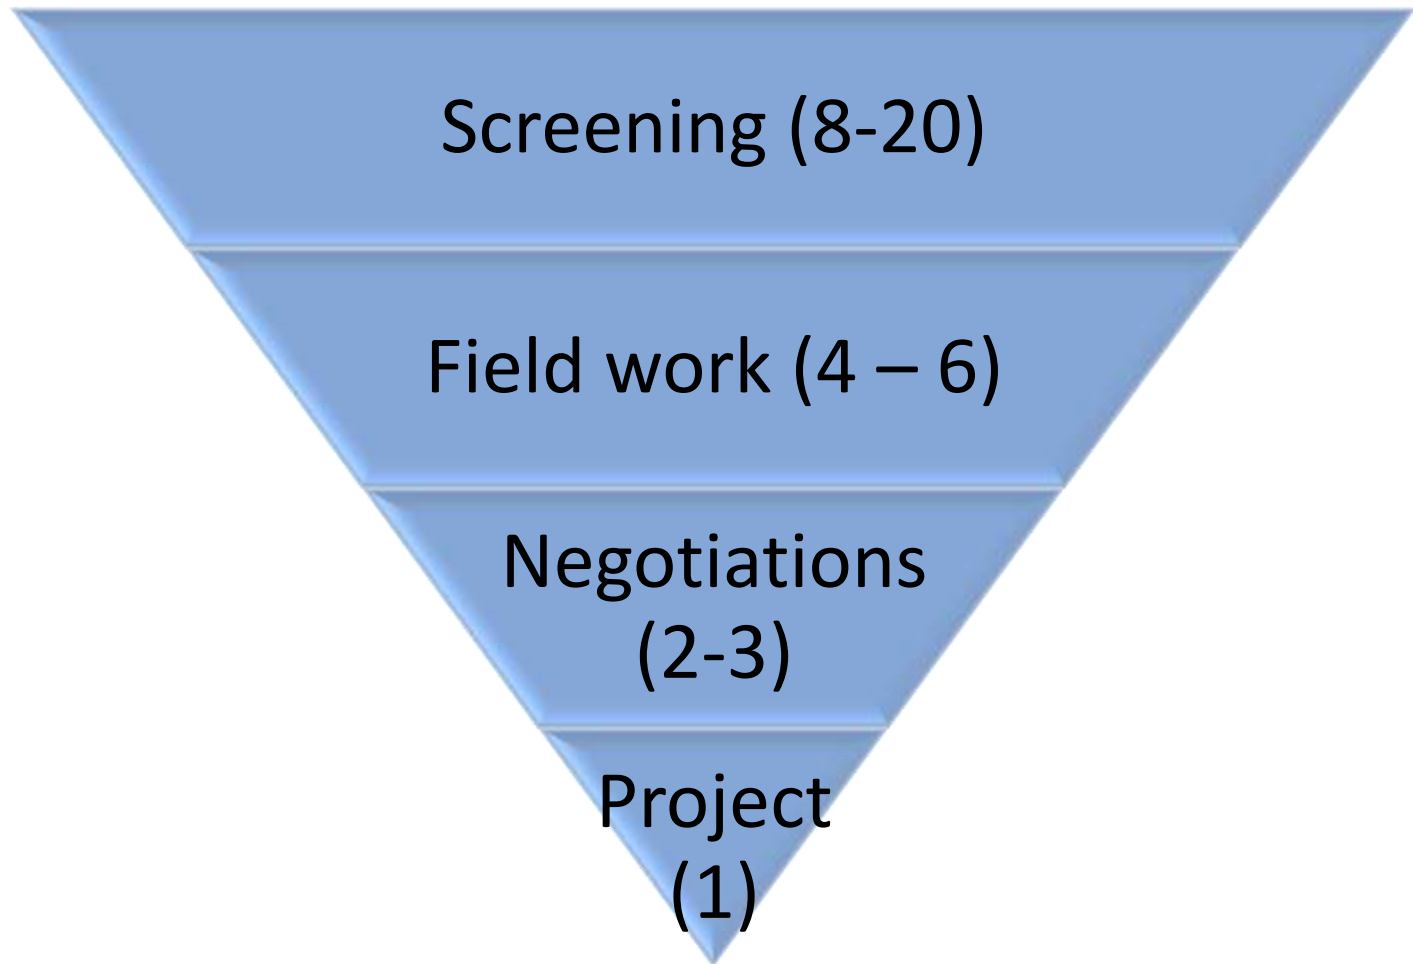 Screening (8-20)
Field work (4 – 6)
Negotiations
(2-3)
Project
(1)